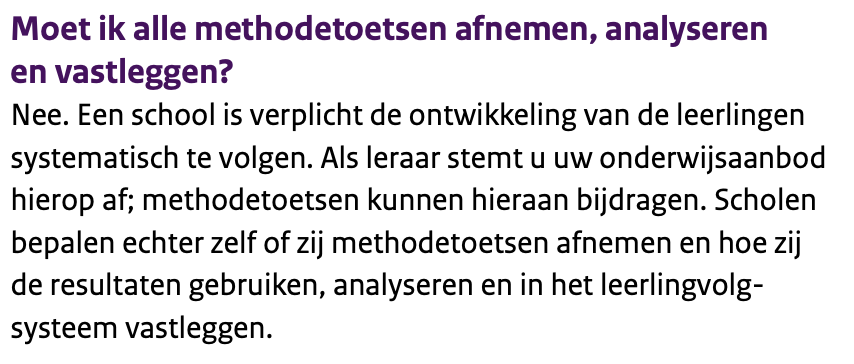 Moet ik alle methodetoetsen afnemen, analyseren
en vastleggen?
Nee. Een school is verplicht de ontwikkeling van de leerlingen
systematisch te volgen. Als leraar stemt u uw onderwijsaanbod
hierop af; methodetoetsen kunnen hieraan bijdragen. Scholen
bepalen echter zelf of zij methodetoetsen afnemen en hoe zij
de resultaten gebruiken, analyseren en in het leerlingvolg-
systeem vastleggen.